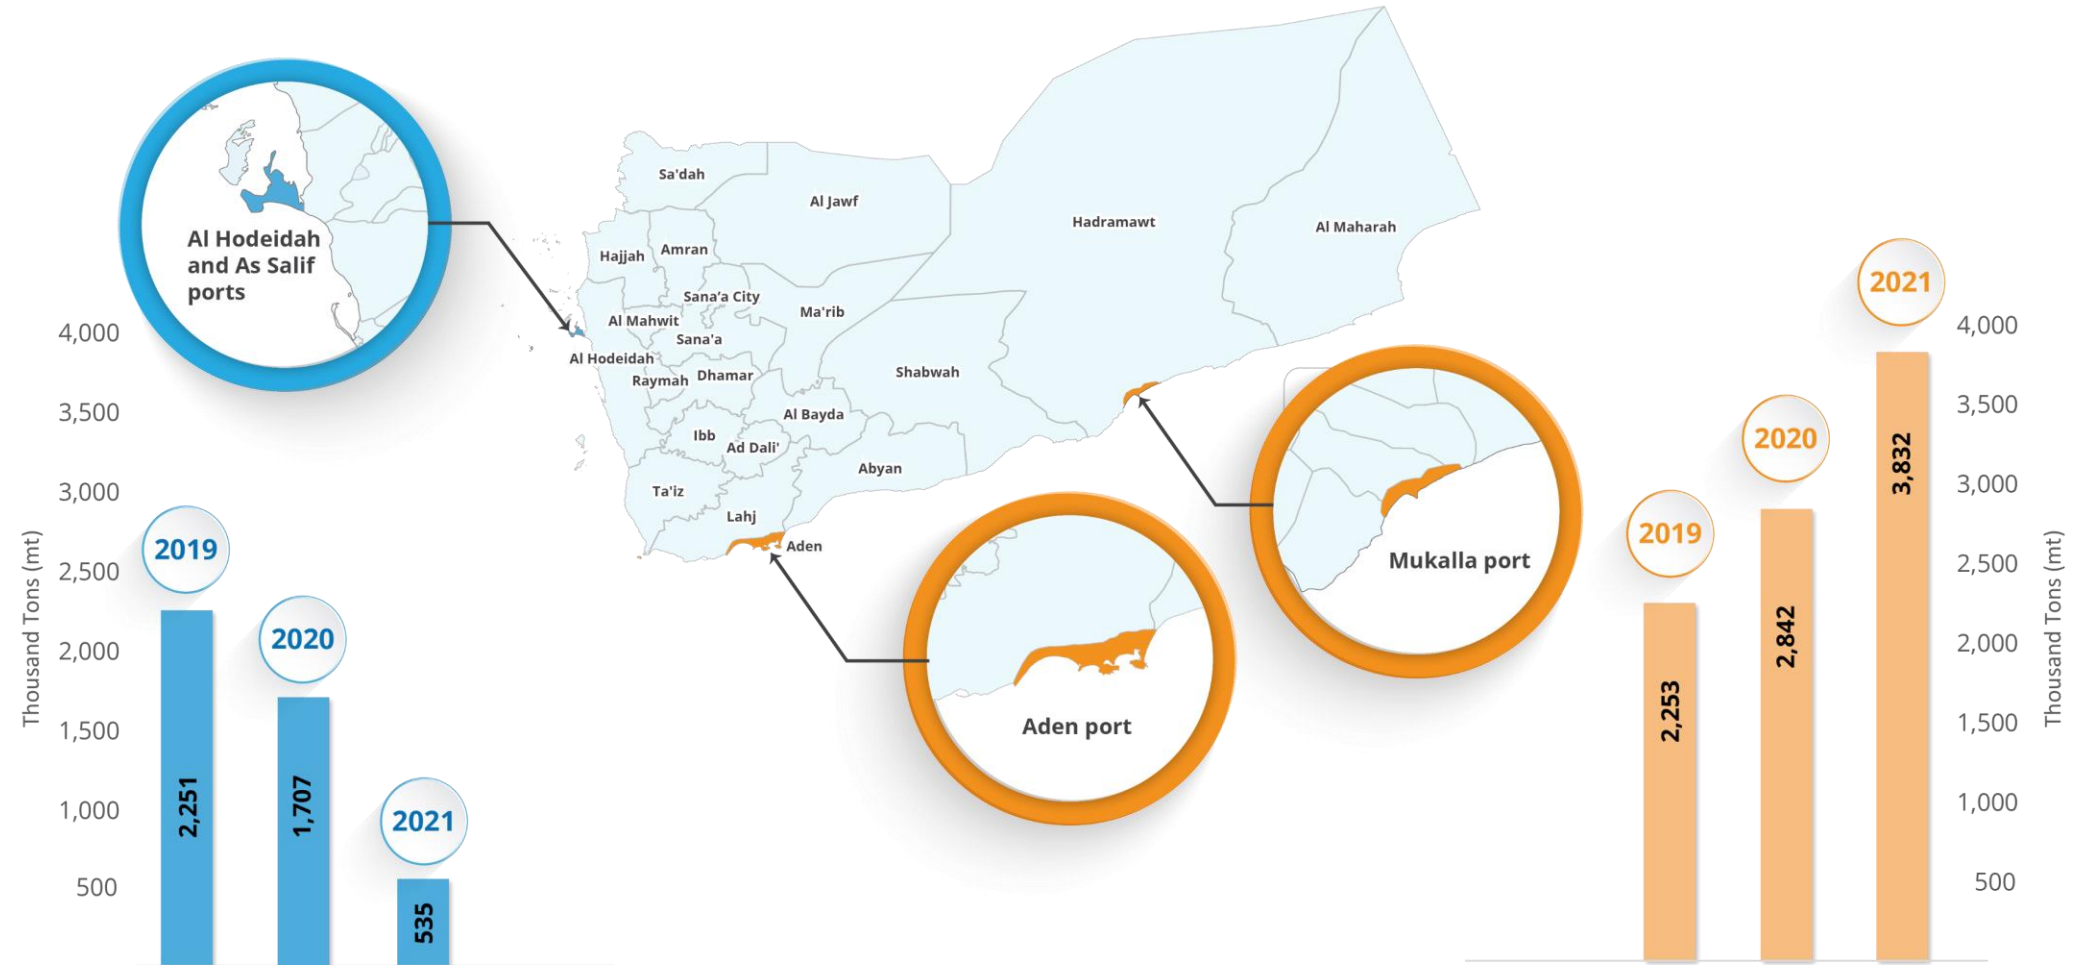 Al Hodeidah
and As Salif
ports
4,000
3,500
3,000
2,500
2,000
1,500
1,000
500
Thousand Tons (mt)
2019
2020
2021
2,251
1,707
535
Sa'dah
Al Jawf
Hadramawt
Al Maharah
Hajjah
Amran
Sana'a City
Al Mahwit
Ma'rib
Sana'a
Al Hodeidah
Raymah
Dhamar
Shabwah
Al Bayda
Ibb
Ad Dali'
Abyan
Ta'iz
Lahj
Aden
Aden port
Mukalla port
2019
2020
2021
2,253
2,842
3,832
4,000
3,500
3,000
2,500
2,000
1,500
1,000
500
Thousand Tons (mt)